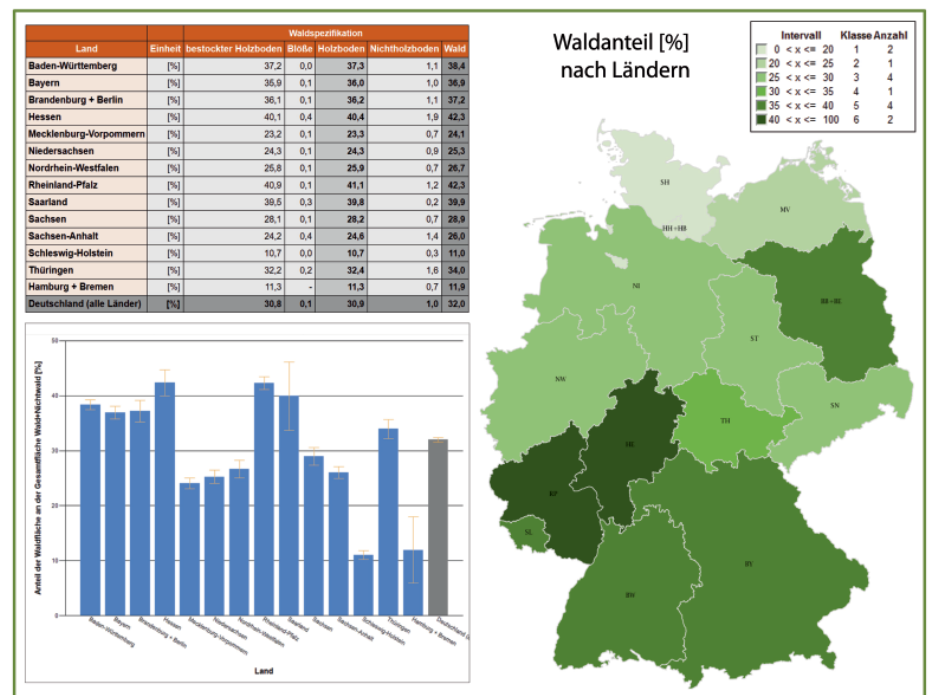 Waldspezifikation
Land Einheit bestockter Holzboden Blöße Holzboden Nichtholzboden Wald
Baden-Württemberg [%] 37,2 0,0 37,3 1,1 38,4
Bayern [%] 35,9 0,1 36,0 1,0 36,9
Brandenburg + Berlin [%] 36,1 0,1 36,2 1,1 37,2
Hessen [%] 40,1 0,4 40,4 1,9 42,3
Mecklenburg-Vorpommern [%] 23,2 0,1 23,3 0,7 24,1
Niedersachsen [%] 24,3 0,1 24,3 0,9 25,3
Nordrhein-Westfalen [%] 25,8 0,1 25,9 0,7 26,7
Rheinland-Pfalz [%] 40,9 0,1 41,1 1,2 42,3
Saarland [%] 39,5 0,3 39,8 0,2 39,9
Sachsen [%] 28,1 0,1 28,2 0,7 28,9
Sachsen-Anhalt [%] 24,2 0,4 24,6 1,4 26,0
Schleswig-Holstein [%] 10,7 0,0 10,7 0,3 11,0
Thüringen [%] 32,2 0,2 32,4 1,6 34,0
Hamburg + Bremen [%] 11,3 - 11,3 0,7 11,9
Deutschland (alle Länder) [%] 30,8 0,1 30,9 1,0 32,0
Waldanteil [%]
nach Ländern
Intervall Klasse Anzahl
0 < x <= 20 1 2
20 < x <= 25 2 1
25 < x <= 30 3 4
30 < x <= 35 4 1
35 < x <= 40 5 4
40 < x <= 100 6 2
SH
MV
HH+HB
NI
BB+BE
ST
NW
SN
TH
HE
RP
SL
BY
BW
Anteil der Waldfläche an der Gesamtfläche Wald+Nichtwald [%]
50
40
30
20
10
0
Baden-Württemberg
Bayern
Brandenburg + Berlin
Hessen
Mecklenburg-Vorpommern
Niedersachsen
Nordrhein-Westfalen
Rheinland-Pfalz
Saarland
Sachsen
Sachsen-Anhalt
Schleswig-Holstein
Thüringen
Hamburg + Bremen
Deutschland
Land